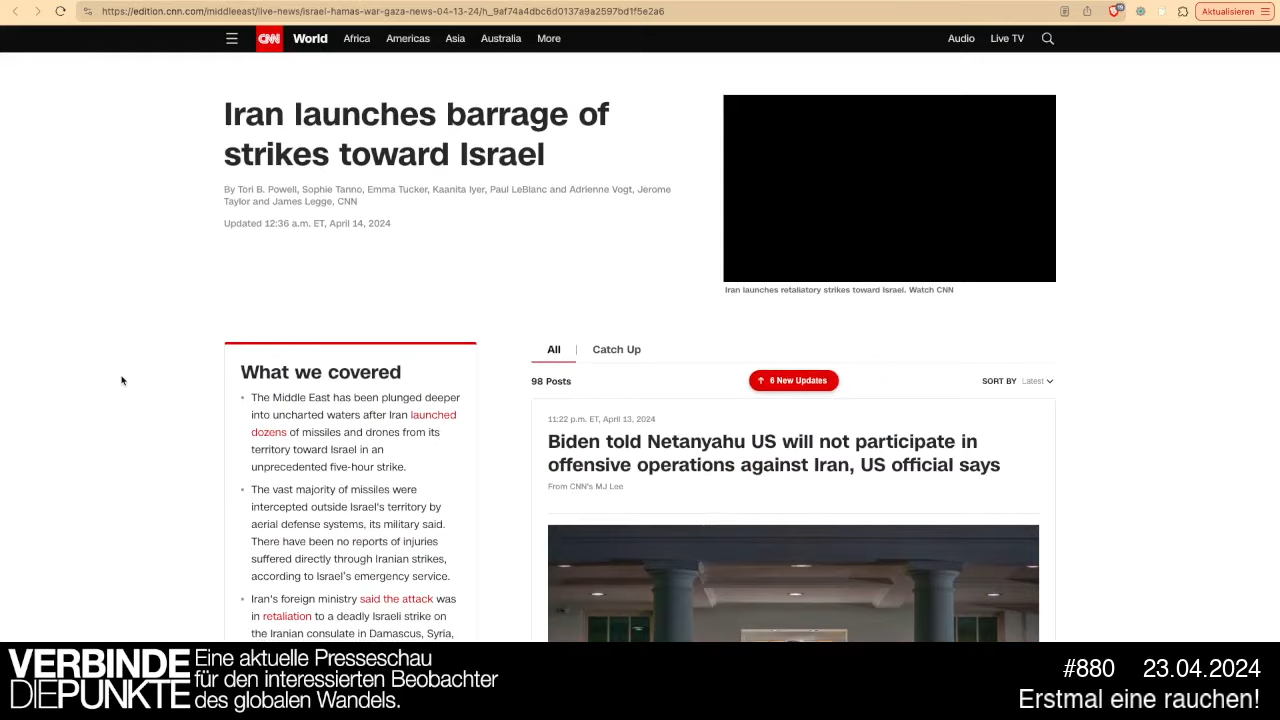 https://edition.cnn.com/middleeast/live-news/israel-hamas-war-gaza-news-04-13-24/h_9af74a4dbc6d0137a9a2597bd1f5e2a6
Aktualisieren
CNN World Africa Americas Asia Australia More Audio Live TV
Iran launches barrage of
strikes toward Israel
By Tori B. Powell, Sophie Tanno, Emma Tucker, Kaanita Iyer, Paul LeBlanc and Adrienne Vogt, Jerome
Taylor and James Legge, CNN
Updated 12:36 a.m. ET, April 14, 2024
Iran launches retaliatory strikes toward Israel. Watch CNN
What we covered
The Middle East has been plunged deeper
into uncharted waters after Iran launched
dozens of missiles and drones from its
territory toward Israel in an
unprecedented five-hour strike.
The vast majority of missiles were
intercepted outside Israel's territory by
aerial defense systems, its military said.
There have been no reports of injuries
suffered directly through Iranian strikes,
according to Israel's emergency service.
Iran's foreign ministry said the attack was
in retaliation to a deadly Israeli strike on
the Iranian consulate in Damascus, Syria,
All | Catch Up
98 Posts
6 New Updates
SORT BY Latest
11:22 p.m. ET, April 13, 2024
Biden told Netanyahu US will not participate in
offensive operations against Iran, US official says
From CNN's MJ Lee
VERBINDE
DIEPUNKTE
Eine aktuelle Presseschau
für den interessierten Beobachter
des globalen Wandels.
#880 23.04.2024
Erstmal eine rauchen!